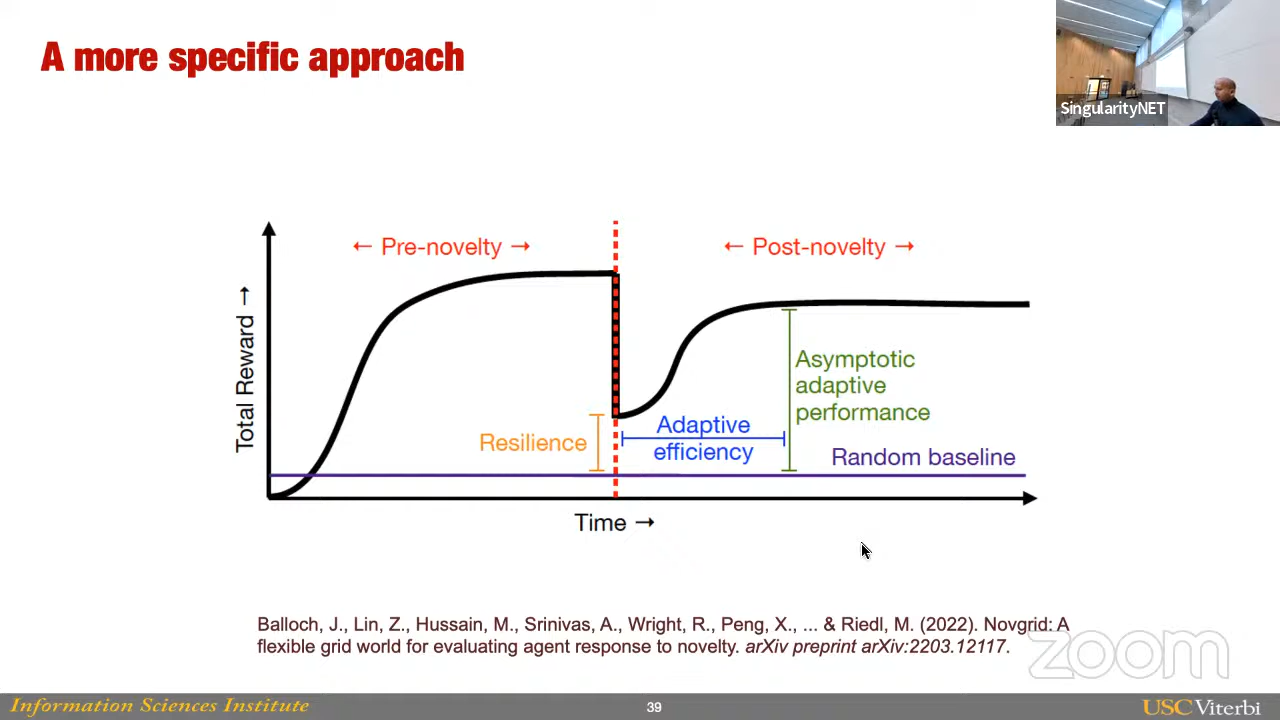 A more specific approach
SingularityNET
← Pre-novelty →
← Post-novelty →
Total Reward →
Asymptotic
adaptive
performance
Resilience
Adaptive
efficiency
Random baseline
Time →
Balloch, J., Lin, Z., Hussain, M., Srinivas, A., Wright, R., Peng, X., ... & Riedl, M. (2022). Novgrid: A
flexible grid world for evaluating agent response to novelty. arXiv preprint arXiv:2203.12117.
zoom
Information Sciences Institute
39
USC Viterbi